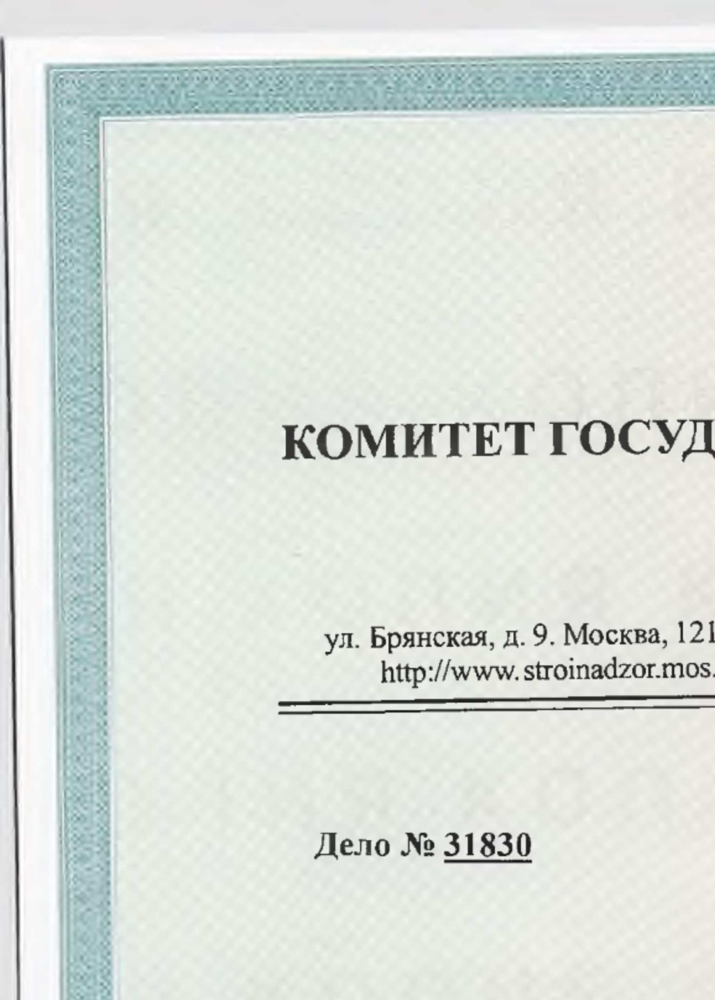 КОМИТЕТ ГОСУД
ул. Брянская, д. 9. Москва, 121
http://www.stroinadzor.mos.
Дело № 31830